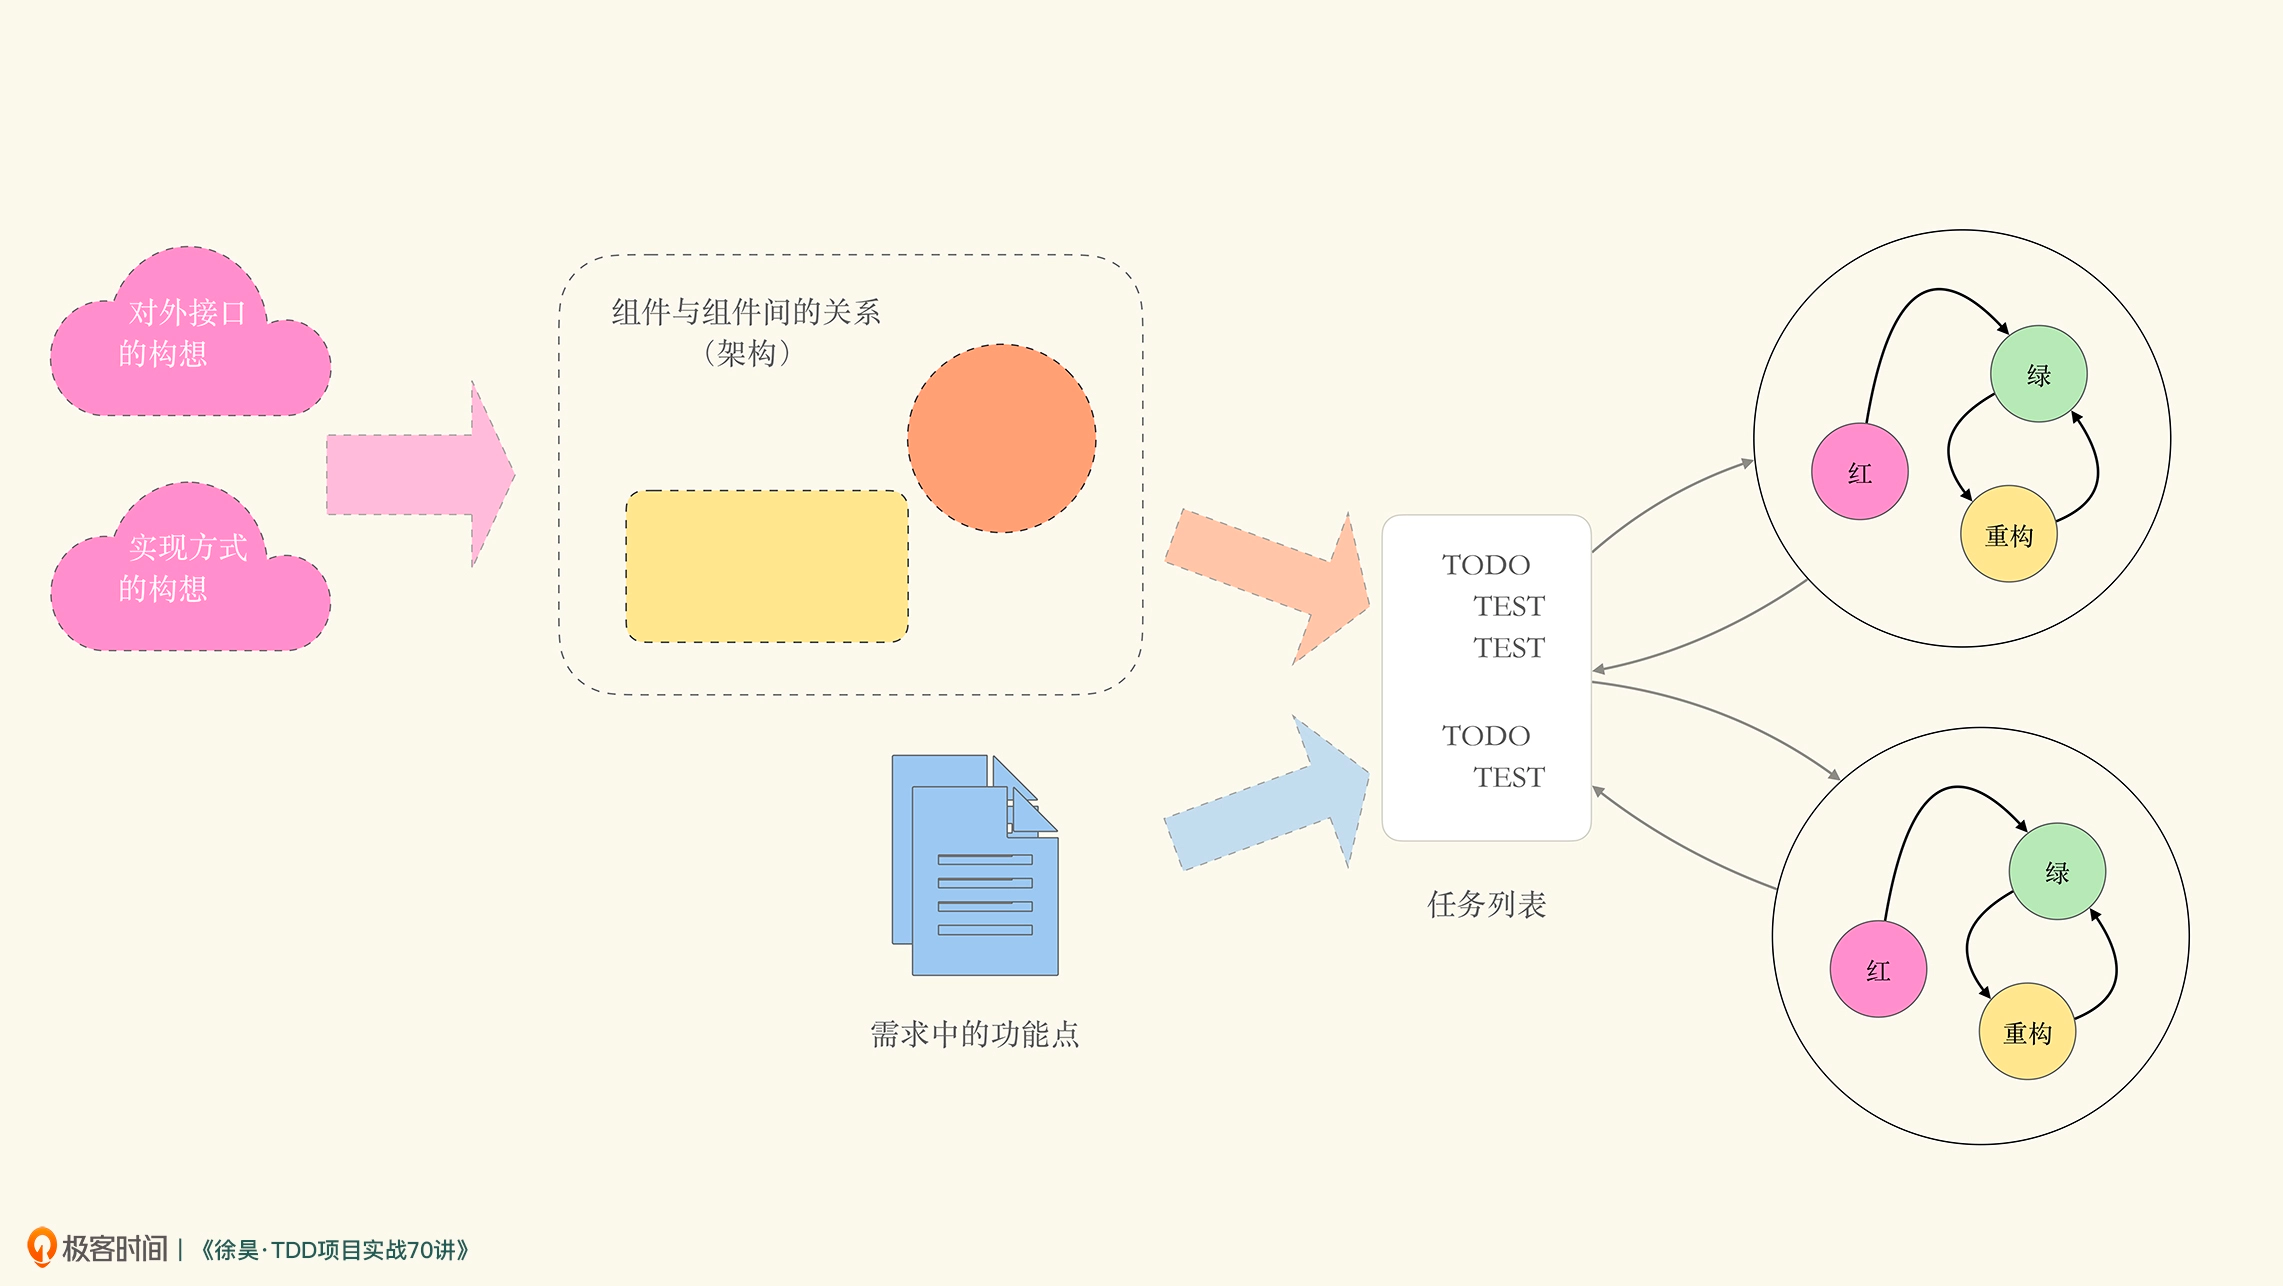 对外接口
的构想
实现方式
的构想
组件与组件间的关系
（架构）
需求中的功能点
TODO
TEST
TEST
TODO
TEST
任务列表
绿
红
重构
绿
红
重构
极客时间 | 《徐昊·TDD项目实战70讲》